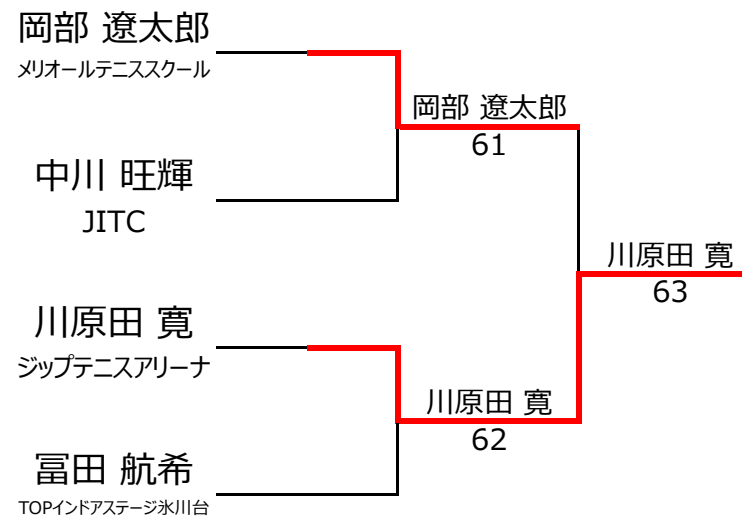 岡部 遼太郎
メリオールテニススクール
岡部 遼太郎
61
中川 旺輝
JITC
川原田 寛
63
川原田 寛
ジップテニスアリーナ
川原田 寛
62
冨田 航希
TOPインドアステージ氷川台